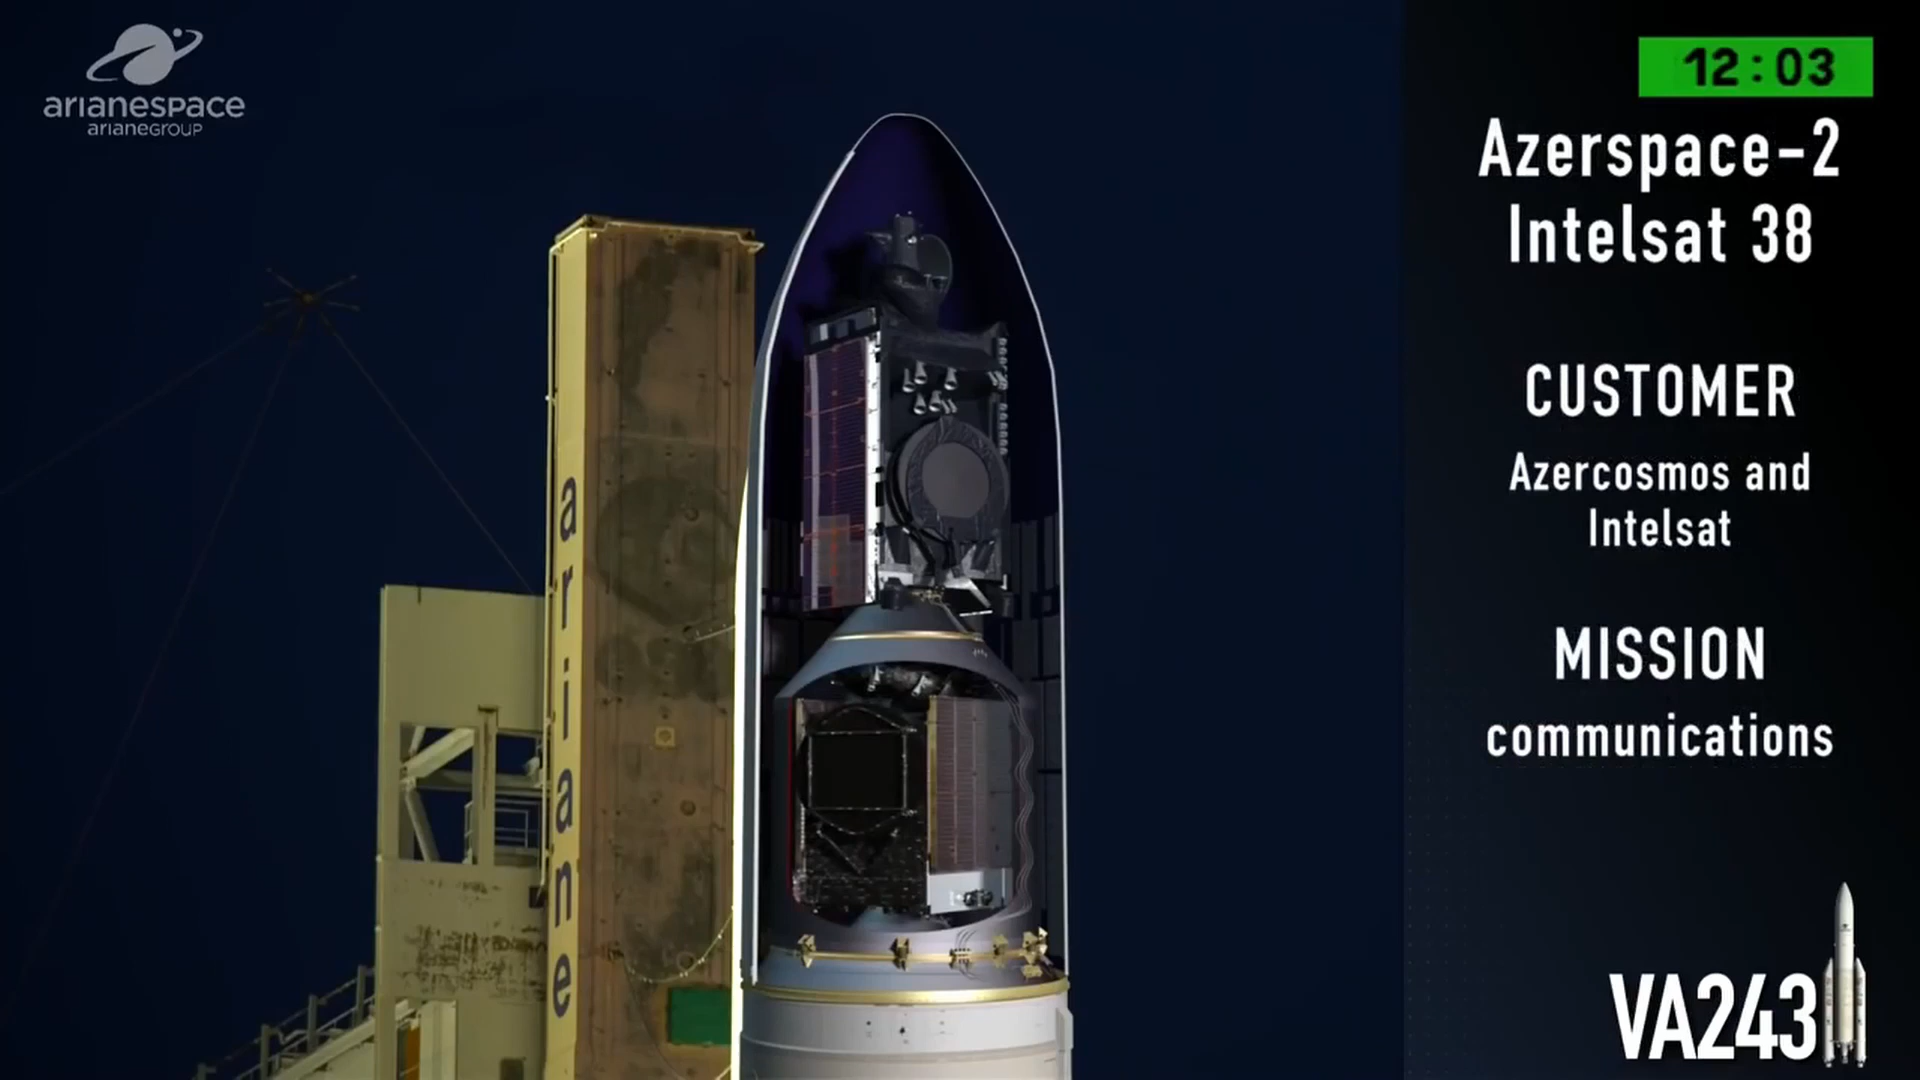 arianespace
arianeGROUP
12:03
Azerspace-2
Intelsat 38
CUSTOMER
Azercosmos and
Intelsat
MISSION
communications
VA243
ariane